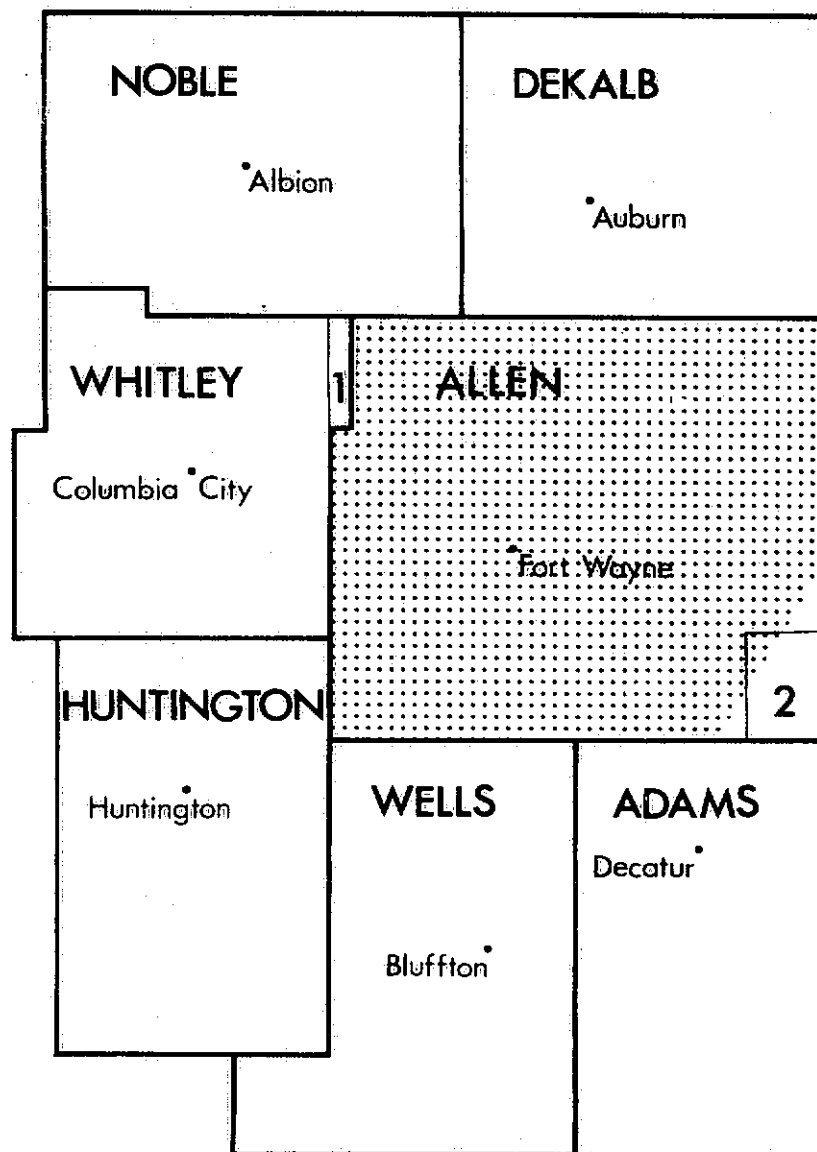 NOBLE
DEKALB
Albion
Auburn
WHITLEY
1
ALLEN
Columbia City
Fort Wayne
HUNTINGTON
2
Huntington
WELLS
ADAMS
Decatur
Bluffton